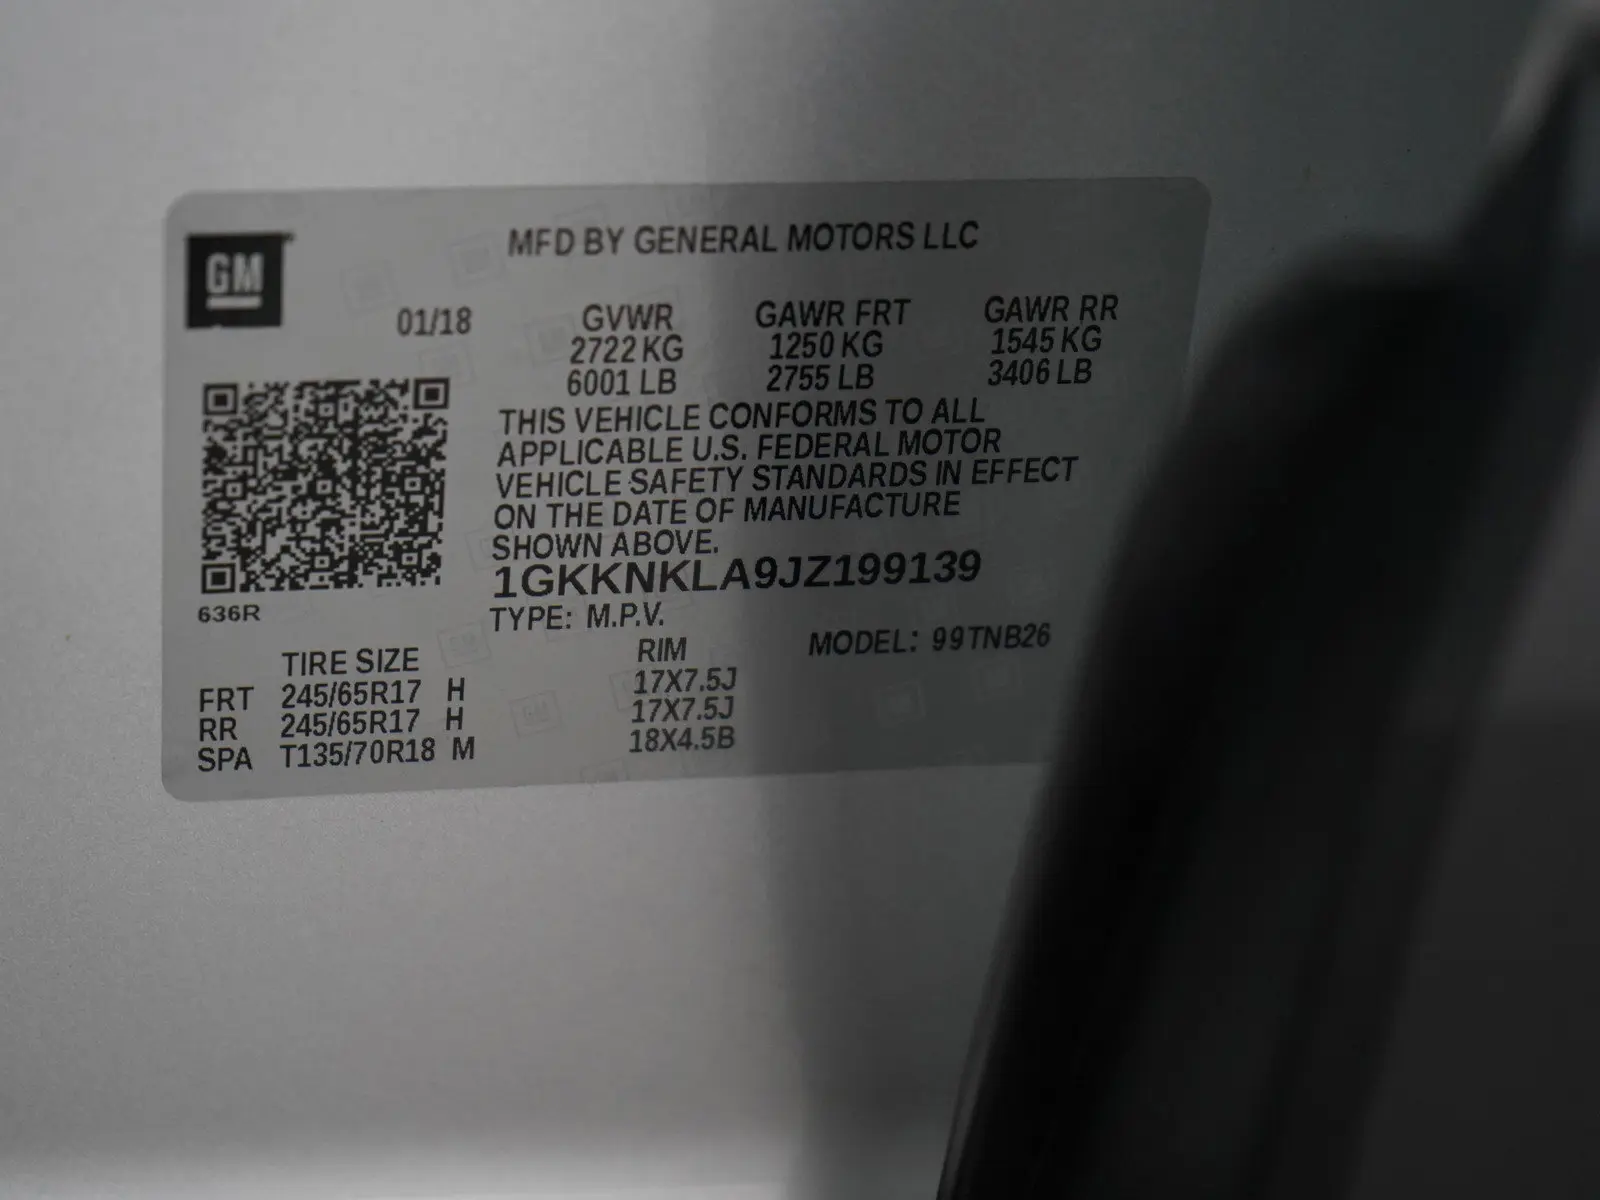 GM
MFD BY GENERAL MOTORS LLC
01/18 GVWR GAWR FRT GAWR RR
2722 KG 1250 KG 1545 KG
6001 LB 2755 LB 3406 LB
THIS VEHICLE CONFORMS TO ALL
APPLICABLE U.S. FEDERAL MOTOR
VEHICLE SAFETY STANDARDS IN EFFECT
ON THE DATE OF MANUFACTURE
SHOWN ABOVE.
1GKKNKLA9JZ199139
636R
TYPE: M.P.V.
TIRE SIZE RIM MODEL: 99TNB26
FRT 245/65R17 H 17X7.5J
RR 245/65R17 H 17X7.5J
SPA T135/70R18 M 18X4.5B